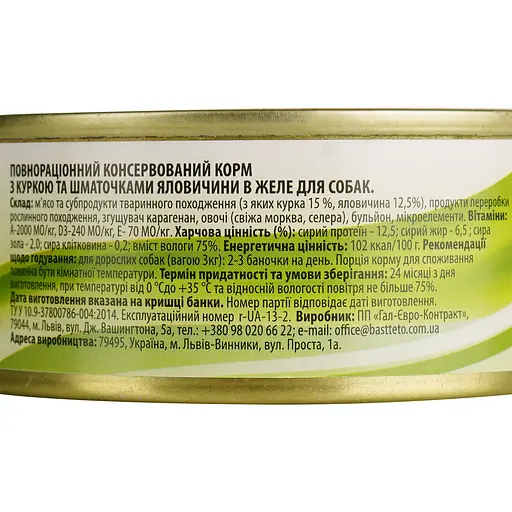 ПОВНОРАЦІОННИЙ КОНСЕРВОВАНИЙ КОРМ
З КУРКОЮ ТА ШМАТОЧКАМИ ЯЛОВИЧИНИ В ЖЕЛЕ ДЛЯ СОБАК.
Склад: м'ясо та субпродукти тваринного походження (з яких курка 15 %, яловичина 12,5%), продукти переробки
рослинного походження, згущувач карагенан, овочі (свіжа морква, селера), бульйон, мікроелементи. Вітаміни:
А-2000 МО/кг, D3-240 МО/кг, Е- 70 МО/кг. Харчова цінність (%): сирий протеїн - 12,5; сирий жир - 6,5 ; сира
зола - 2,0; сира клітковина - 0,2; вміст вологи 75%. Енергетична цінність: 102 ккал/100 г. Рекомендації
щодо годування: для дорослих собак (вагою 3кг): 2-3 баночки на день. Порція корму для споживання
повинна бути кімнатної температури. Термін придатності та умови зберігання: 24 місяці з дня
виготовлення, при температурі від 0 °Cдо +35 °С та відносній вологості повітря не більше 75%.
Дата виготовлення вказана на кришці банки. Номер партії відповідає даті виготовлення.
ТУ У 10.9-37800786-004:2014. Експлуатаційний номер r-UA-13-2. Виробник: ПП «Гал-Євро-Контракт»,
79044, м. Львів, вул. Дж. Вашингтона, 5а, тел.: +380 98 020 66 22; e-mail: office@bastteto.com.ua
Адреса виробництва: 79495, Україна, м. Львів-Винники, вул. Проста, 1а.